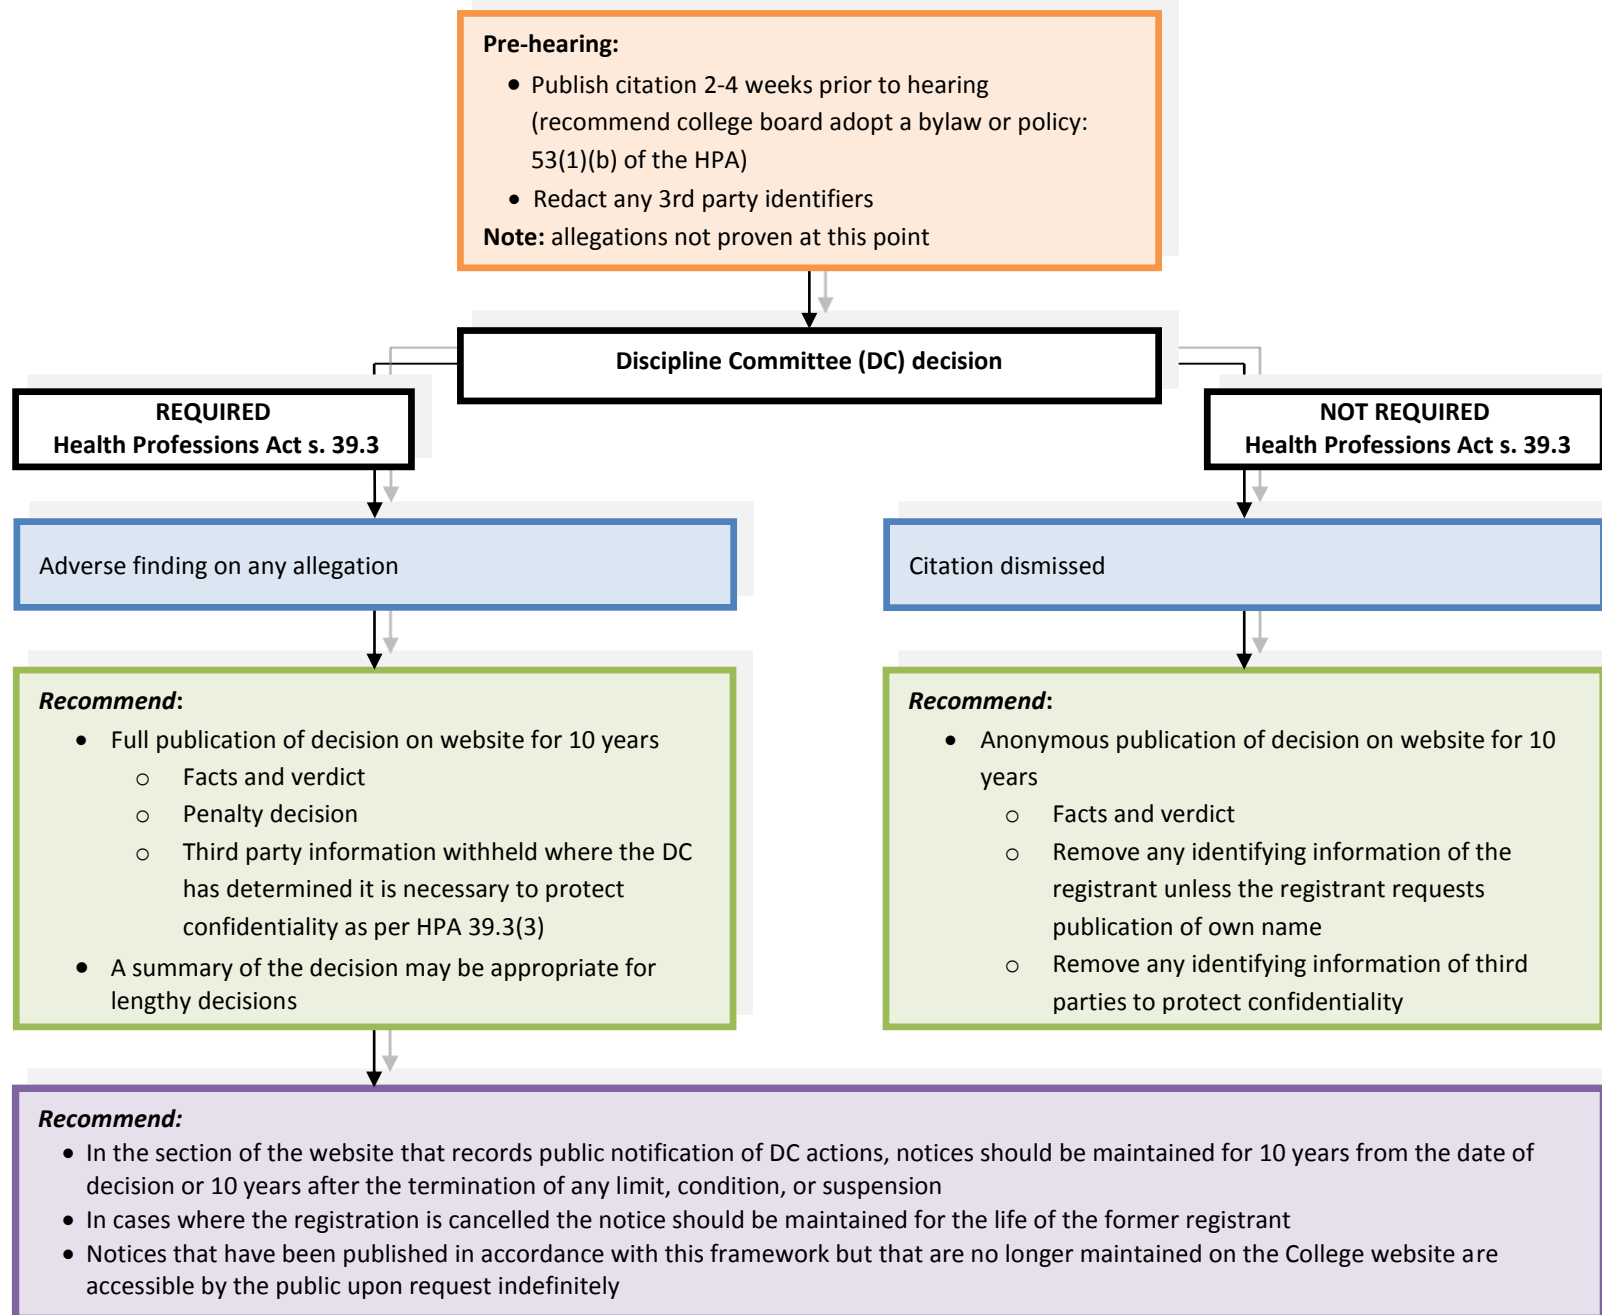 Pre-hearing:
• Publish citation 2-4 weeks prior to hearing
(recommend college board adopt a bylaw or policy:
53(1)(b) of the HPA)
• Redact any 3rd party identifiers
Note: allegations not proven at this point
Discipline Committee (DC) decision
REQUIRED
Health Professions Act s. 39.3
NOT REQUIRED
Health Professions Act s. 39.3
Adverse finding on any allegation
Citation dismissed
Recommend:
• Full publication of decision on website for 10 years
o Facts and verdict
o Penalty decision
o Third party information withheld where the DC
has determined it is necessary to protect
confidentiality as per HPA 39.3(3)
• A summary of the decision may be appropriate for
lengthy decisions
Recommend:
• Anonymous publication of decision on website for 10
years
o Facts and verdict
o Remove any identifying information of the
registrant unless the registrant requests
publication of own name
o Remove any identifying information of third
parties to protect confidentiality
Recommend:
• In the section of the website that records public notification of DC actions, notices should be maintained for 10 years from the date of
decision or 10 years after the termination of any limit, condition, or suspension
• In cases where the registration is cancelled the notice should be maintained for the life of the former registrant
• Notices that have been published in accordance with this framework but that are no longer maintained on the College website are
accessible by the public upon request indefinitely